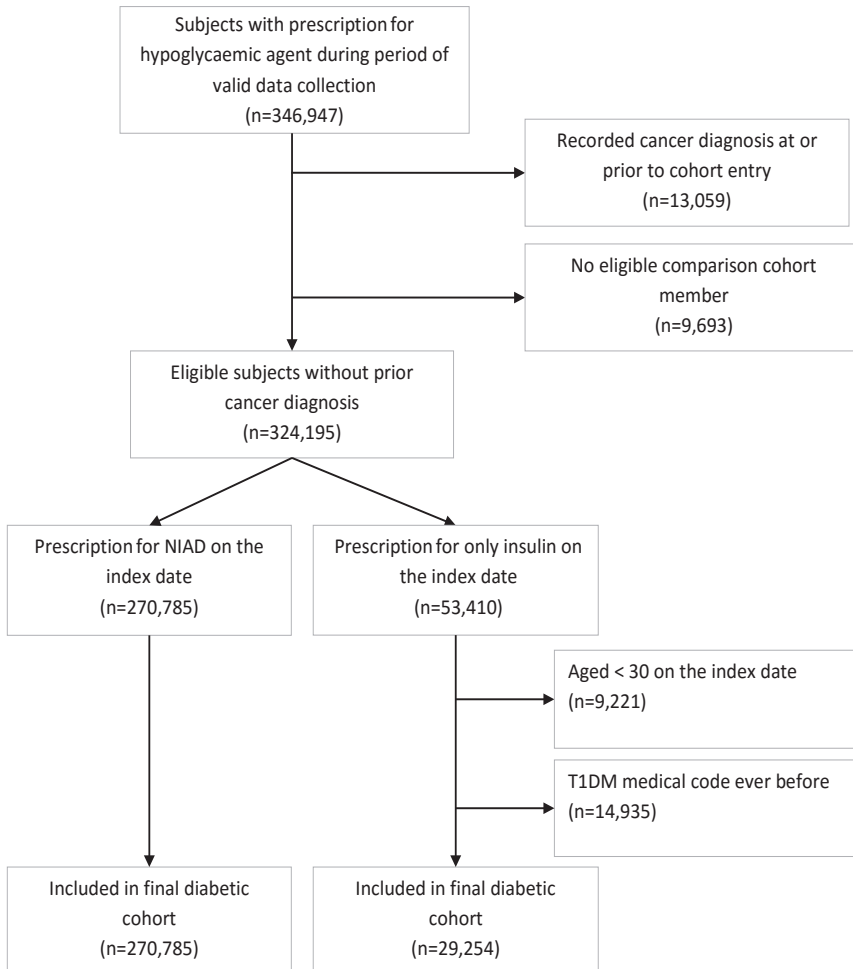 Subjects with prescription for
hypoglycaemic agent during period of
valid data collection
(n=346,947)
Recorded cancer diagnosis at or
prior to cohort entry
(n=13,059)
No eligible comparison cohort
member
(n=9,693)
Eligible subjects without prior
cancer diagnosis
(n=324,195)
Prescription for NIAD on the
index date
(n=270,785)
Prescription for only insulin on
the index date
(n=53,410)
Aged < 30 on the index date
(n=9,221)
T1DM medical code ever before
(n=14,935)
Included in final diabetic
cohort
(n=270,785)
Included in final diabetic
cohort
(n=29,254)